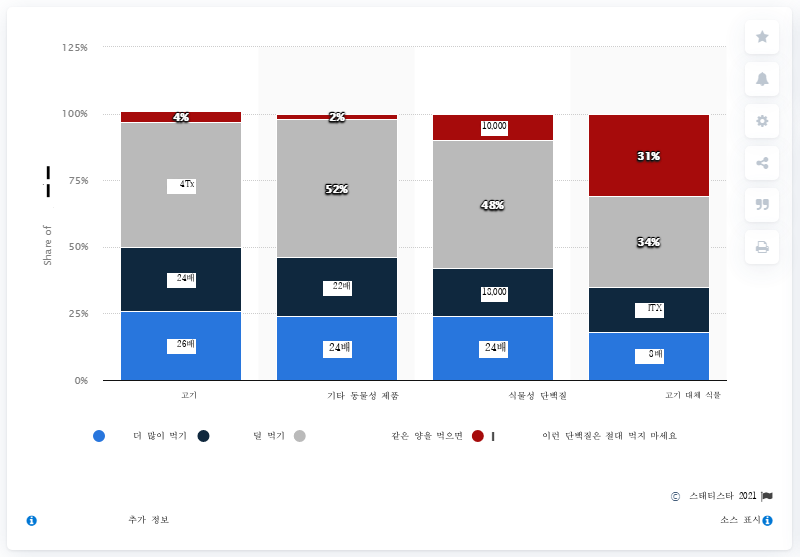 125%
100%
75%
50%
25%
0%
Share of
4%
2%
10,000
31%
4Tx
52%
48%
34%
24배
22배
13,000
ITX
26배
24배
24배
8배
고기
기타 동물성 제품
식물성 단백질
고기 대체 식품
더 많이 먹기
덜 먹기
같은 양을 먹으면
이런 단백질은 절대 먹지 마세요
© 스태티스타 2021
추가 정보
소스 표시